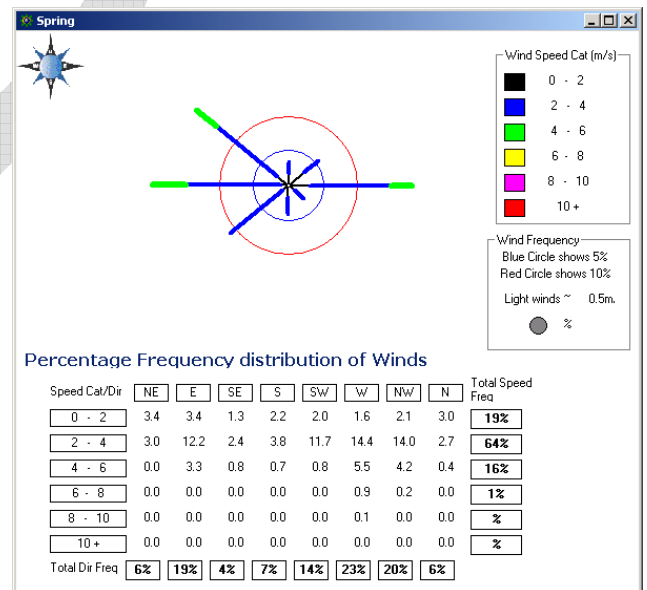 Spring
Wind Speed Cat (m/s)
0 - 2
2 - 4
4 - 6
6 - 8
8 - 10
10 +
Wind Frequency
Blue Circle shows 5%
Red Circle shows 10%
Light winds ~ 0.5m.
%
Percentage Frequency distribution of Winds
Speed Cat/Dir NE E SE S SW W NW N Total Speed Freq
0 - 2 3.4 3.4 1.3 2.2 2.0 1.6 2.1 3.0 19%
2 - 4 3.0 12.2 2.4 3.8 11.7 14.4 14.0 2.7 64%
4 - 6 0.0 3.3 0.8 0.7 0.8 5.5 4.2 0.4 16%
6 - 8 0.0 0.0 0.0 0.0 0.0 0.9 0.2 0.0 1%
8 - 10 0.0 0.0 0.0 0.0 0.0 0.1 0.0 0.0 %
10 + 0.0 0.0 0.0 0.0 0.0 0.0 0.0 0.0 %
Total Dir Freq 6% 19% 4% 7% 14% 23% 20% 6%